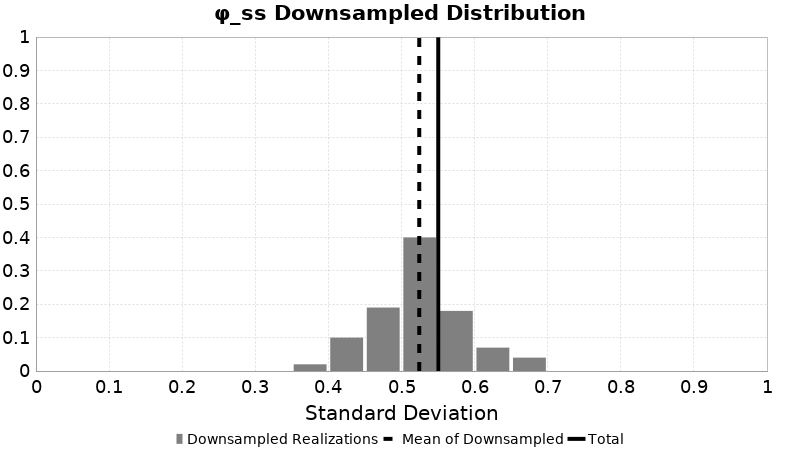 φ_ss Downsampled Distribution
1
0.9
0.8
0.7
0.6
0.5
0.4
0.3
0.2
0.1
0
0 0.1 0.2 0.3 0.4 0.5 0.6 0.7 0.8 0.9 1
Standard Deviation
Downsampled Realizations Mean of Downsampled Total